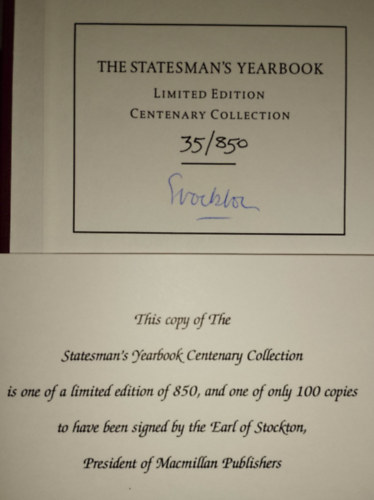 THE STATESMAN'S YEARBOOK
LIMITED EDITION
CENTENARY COLLECTION
35/850
Stockton
This copy of The
Statesman's Yearbook Centenary Collection
is one of a limited edition of 850, and one of only 100 copies
to have been signed by the Earl of Stockton,
President of Macmillan Publishers